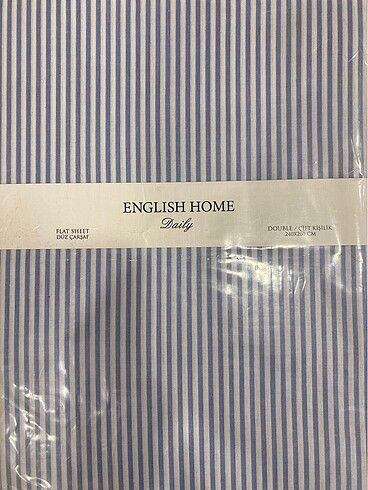 ENGLISH HOME
Daily
FLAT SHEET
DÜZ ÇARŞAF
DOUBLE / ÇİFT KİŞİLİK
240X260 CM